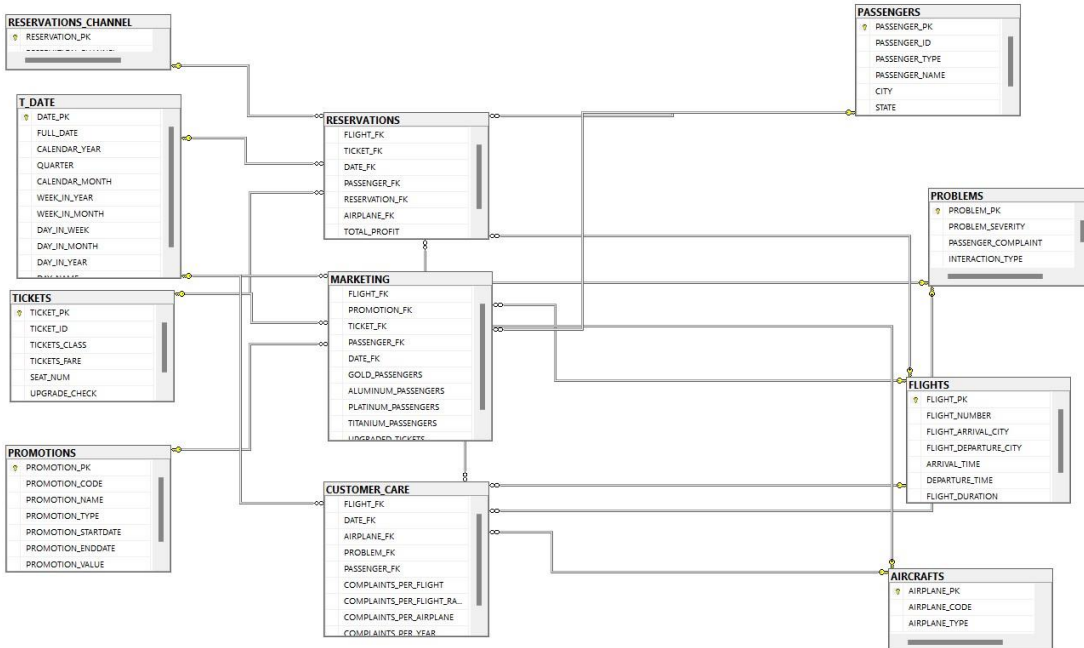 RESERVATIONS_CHANNEL
RESERVATION_PK
T_DATE
DATE_PK
FULL_DATE
CALENDAR_YEAR
QUARTER
CALENDAR_MONTH
WEEK_IN_YEAR
WEEK_IN_MONTH
DAY_IN_WEEK
DAY_IN_MONTH
DAY_IN_YEAR
DAY_NAME
TICKETS
TICKET_PK
TICKET_ID
TICKETS_CLASS
TICKETS_FARE
SEAT_NUM
UPGRADE_CHECK
PROMOTIONS
PROMOTION_PK
PROMOTION_CODE
PROMOTION_NAME
PROMOTION_TYPE
PROMOTION_STARTDATE
PROMOTION_ENDDATE
PROMOTION_VALUE
RESERVATIONS
FLIGHT_FK
TICKET_FK
DATE_FK
PASSENGER_FK
RESERVATION_FK
AIRPLANE_FK
TOTAL_PROFIT
MARKETING
FLIGHT_FK
PROMOTION_FK
TICKET_FK
PASSENGER_FK
DATE_FK
GOLD_PASSENGERS
ALUMINUM_PASSENGERS
PLATINUM_PASSENGERS
TITANIUM_PASSENGERS
UPGRADED_TICKETS
CUSTOMER_CARE
FLIGHT_FK
DATE_FK
AIRPLANE_FK
PROBLEM_FK
PASSENGER_FK
COMPLAINTS_PER_FLIGHT
COMPLAINTS_PER_FLIGHT_RA...
COMPLAINTS_PER_AIRPLANE
COMPLAINTS_PER_YEAR
PASSENGERS
PASSENGER_PK
PASSENGER_ID
PASSENGER_TYPE
PASSENGER_NAME
CITY
STATE
PROBLEMS
PROBLEM_PK
PROBLEM_SEVERITY
PASSENGER_COMPLAINT
INTERACTION_TYPE
FLIGHTS
FLIGHT_PK
FLIGHT_NUMBER
FLIGHT_ARRIVAL_CITY
FLIGHT_DEPARTURE_CITY
ARRIVAL_TIME
DEPARTURE_TIME
FLIGHT_DURATION
AIRCRAFTS
AIRPLANE_PK
AIRPLANE_CODE
AIRPLANE_TYPE